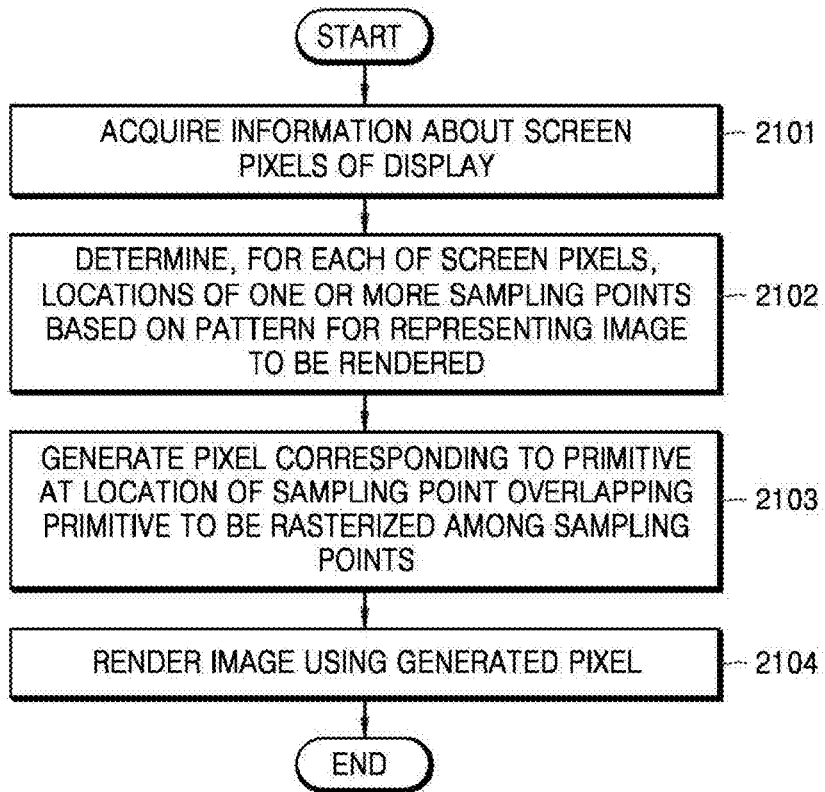 START
ACQUIRE INFORMATION ABOUT SCREEN
PIXELS OF DISPLAY
2101
DETERMINE, FOR EACH OF SCREEN PIXELS,
LOCATIONS OF ONE OR MORE SAMPLING POINTS
BASED ON PATTERN FOR REPRESENTING IMAGE
TO BE RENDERED
2102
GENERATE PIXEL CORRESPONDING TO PRIMITIVE
AT LOCATION OF SAMPLING POINT OVERLAPPING
PRIMITIVE TO BE RASTERIZED AMONG SAMPLING
POINTS
2103
RENDER IMAGE USING GENERATED PIXEL
2104
END